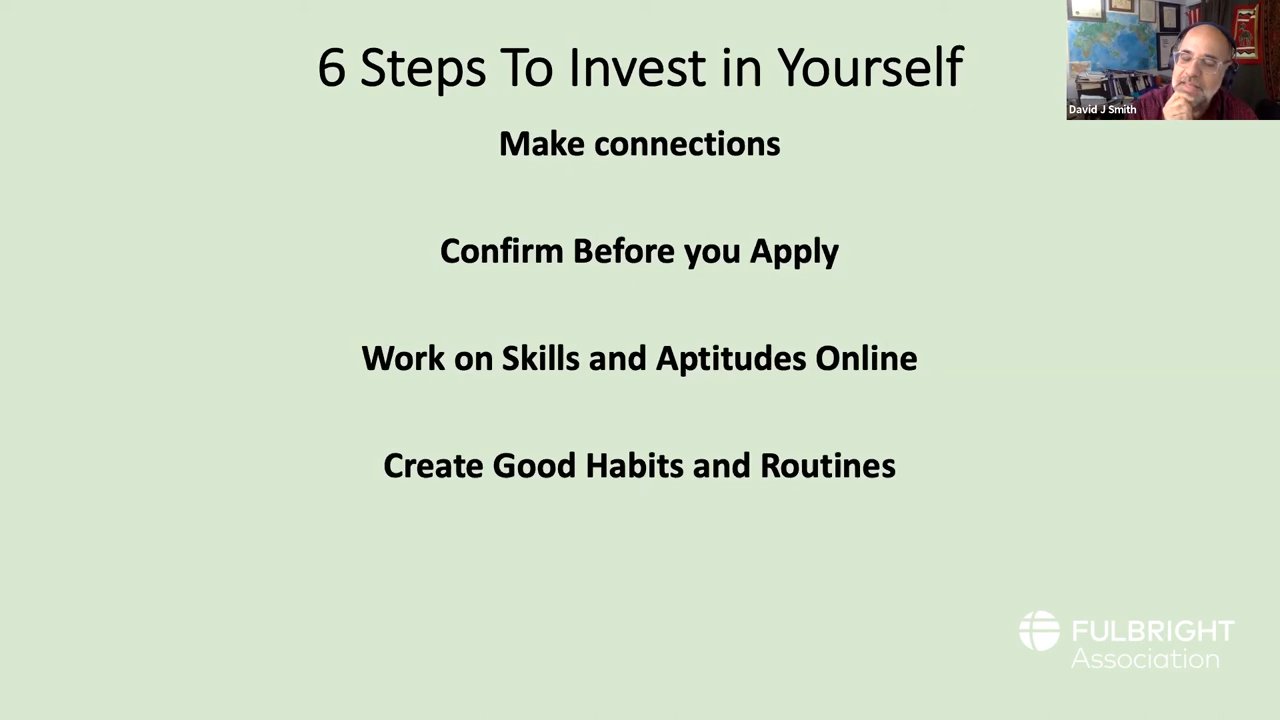 6 Steps To Invest in Yourself
David J Smith
Make connections
Confirm Before you Apply
Work on Skills and Aptitudes Online
Create Good Habits and Routines
FULBRIGHT
Association